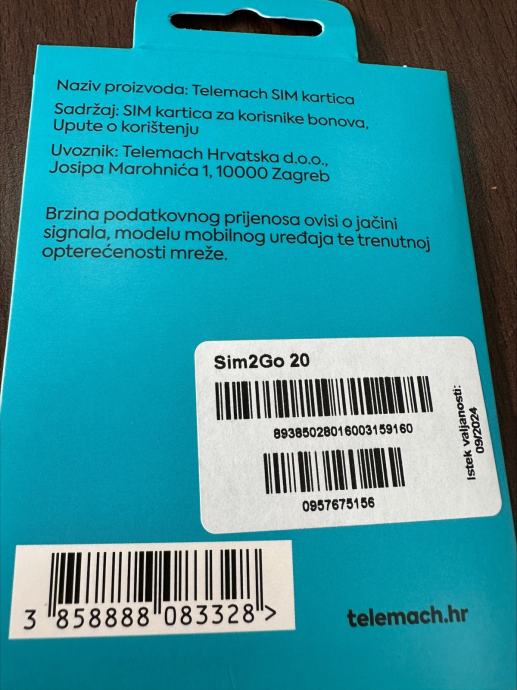 Naziv proizvoda: Telemach SIM kartica
Sadržaj: SIM kartica za korisnike bonova,
Upute o korištenju
Uvoznik: Telemach Hrvatska d.o.o.,
Josipa Marohnića 1, 10000 Zagreb
Brzina podatkovnog prijenosa ovisi o jačini
signala, modelu mobilnog uređaja te trenutnoj
opterećenosti mreže.
Sim2Go 20
89385028016003159160
0957675156
Istek valjanosti:
09/2024
3 858888 083328 >
telemach.hr